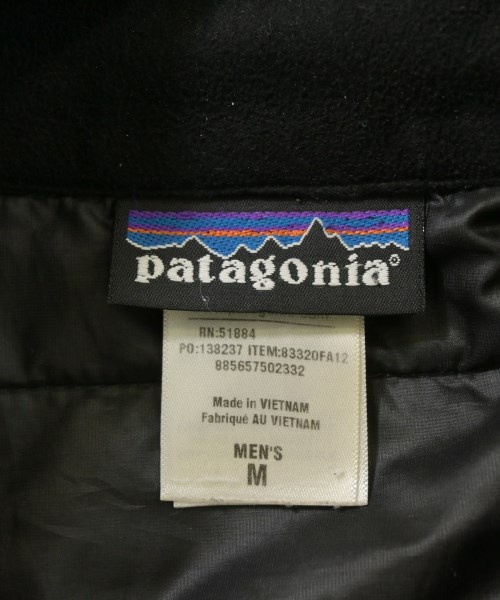 patagonia®
RN:51884
PO:138237 ITEM:83320FA12
885657502332
Made in VIETNAM
Fabriqué AU VIETNAM
MEN'S
M